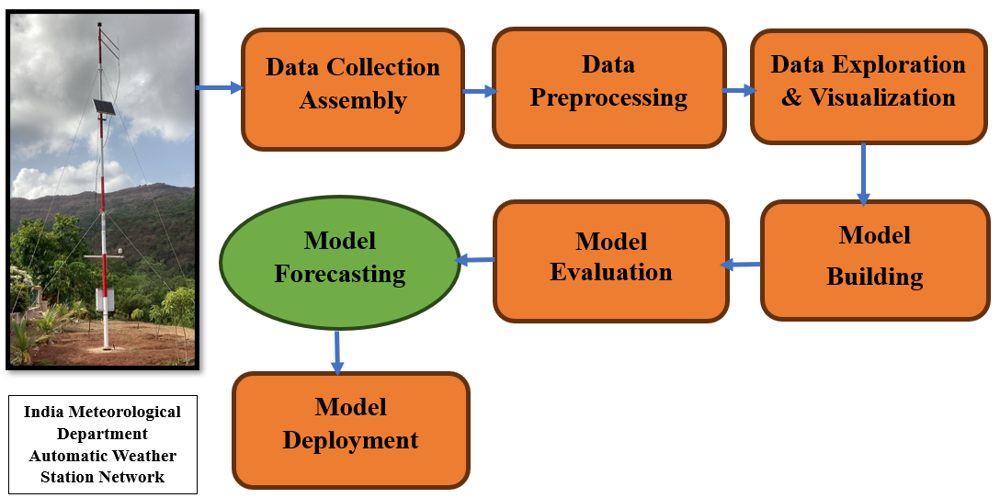 Data Collection
Assembly
Data
Preprocessing
Data Exploration
& Visualization
Model
Building
Model
Evaluation
Model
Forecasting
Model
Deployment
India Meteorological
Department
Automatic Weather
Station Network